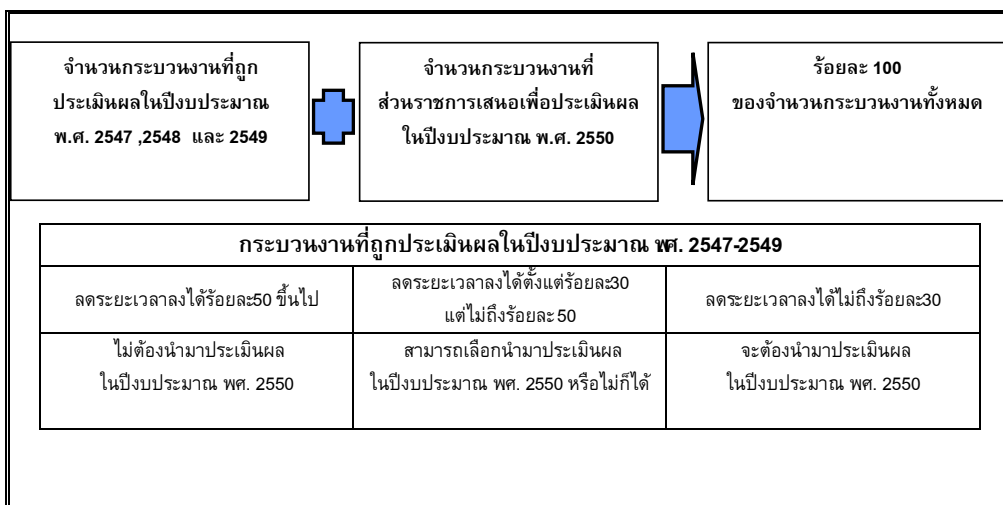 จำนวนกระบวนงานที่ถูก
ประเมินผลในปีงบประมาณ
พ.ศ. 2547 ,2548 และ 2549
จำนวนกระบวนงานที่
ส่วนราชการเสนอเพื่อประเมินผล
ในปีงบประมาณ พ.ศ. 2550
ร้อยละ 100
ของจำนวนกระบวนงานทั้งหมด
กระบวนงานที่ถูกประเมินผลในปีงบประมาณ พ.ศ. 2547-2549
ลดระยะเวลาลงได้ร้อยละ50 ขึ้นไป
ลดระยะเวลาลงได้ตั้งแต่ร้อยละ30
แต่ไม่ถึงร้อยละ 50
ลดระยะเวลาลงได้ไม่ถึงร้อยละ30
ไม่ต้องนำมาประเมินผล
ในปีงบประมาณ พศ. 2550
สามารถเลือกนำมาประเมินผล
ในปีงบประมาณ พศ. 2550 หรือไม่ก็ได้
จะต้องนำมาประเมินผล
ในปีงบประมาณ พศ. 2550